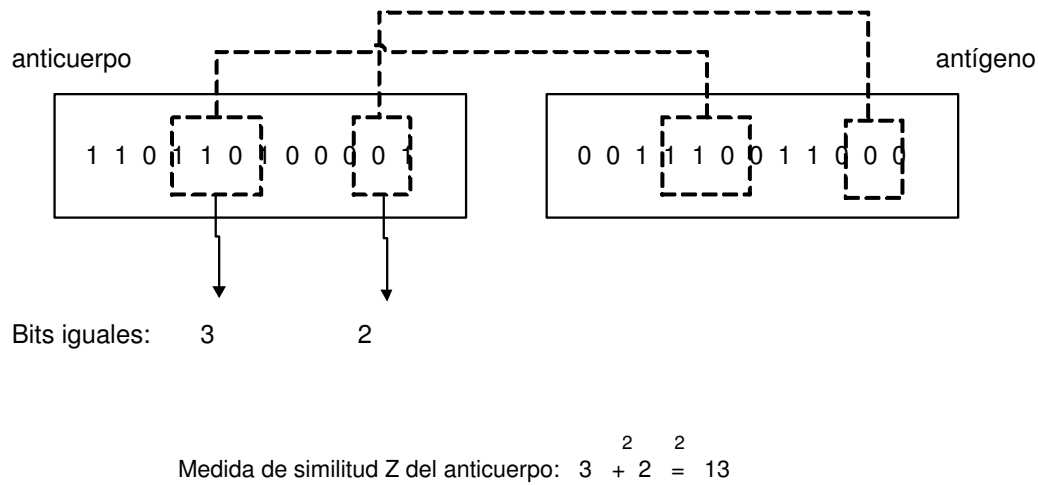 anticuerpo
antígeno
1 1 0 1 1 0 1 0 0 0 0 1
0 0 1 1 1 0 0 1 1 0 0 0
Bits iguales: 3 2
2 2
Medida de similitud Z del anticuerpo: 3 + 2 = 13